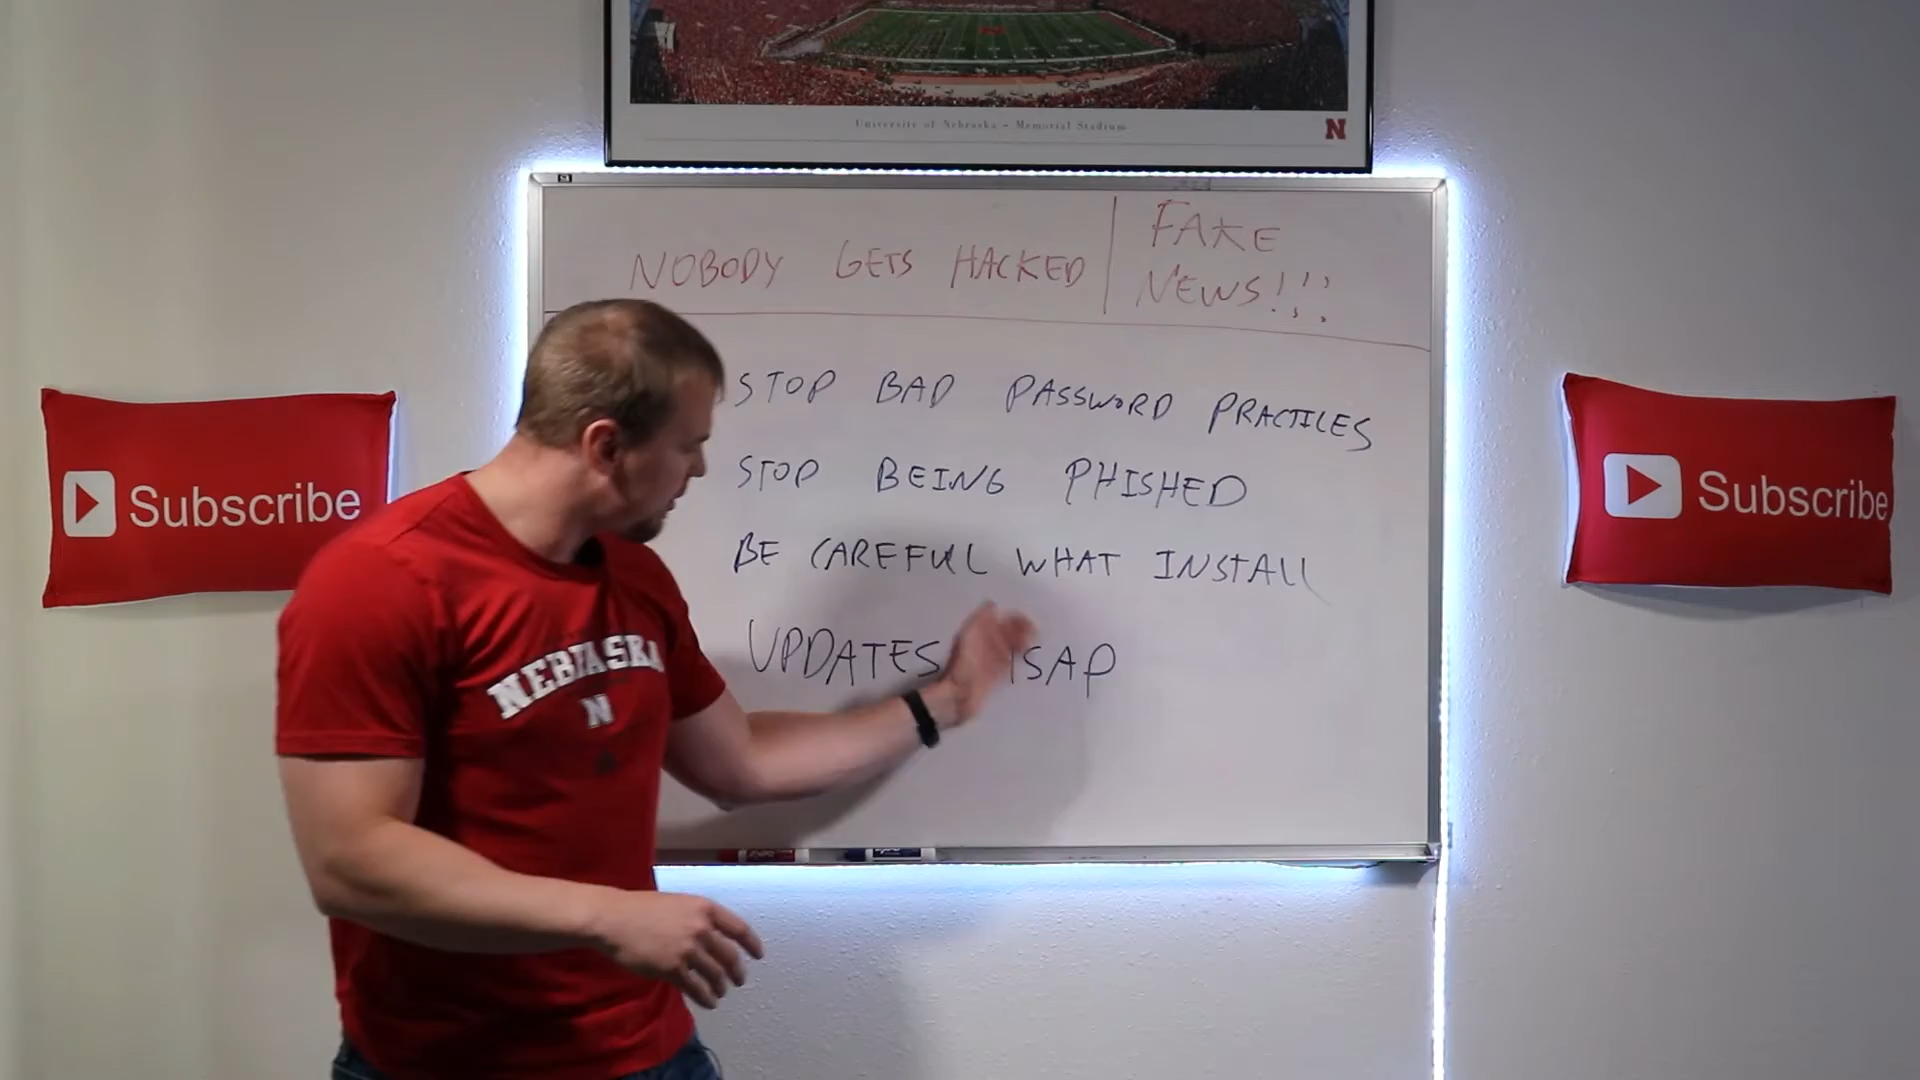 University of Nebraska - Memorial Stadium
N
NOBODY GETS HACKED
FAKE
NEWS!!!
STOP BAD PASSWORD PRACTICES
STOP BEING PHISHED
BE CAREFUL WHAT INSTALL
UPDATES ASAP
Subscribe
Subscribe
NEBRASKA
N